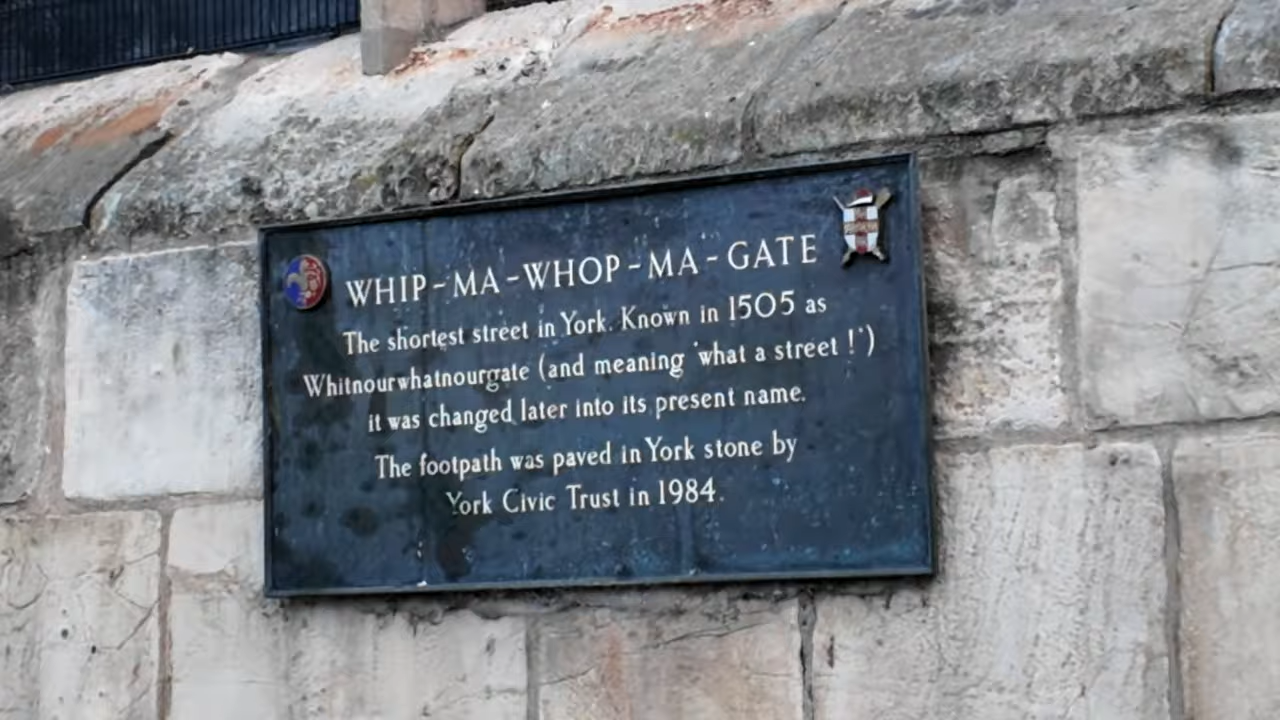 WHIP-MA-WHOP-MA-GATE
The shortest street in York. Known in 1505 as
Whitnourwhatnourgate (and meaning 'what a street!')
it was changed later into its present name.
The footpath was paved in York stone by
York Civic Trust in 1984.